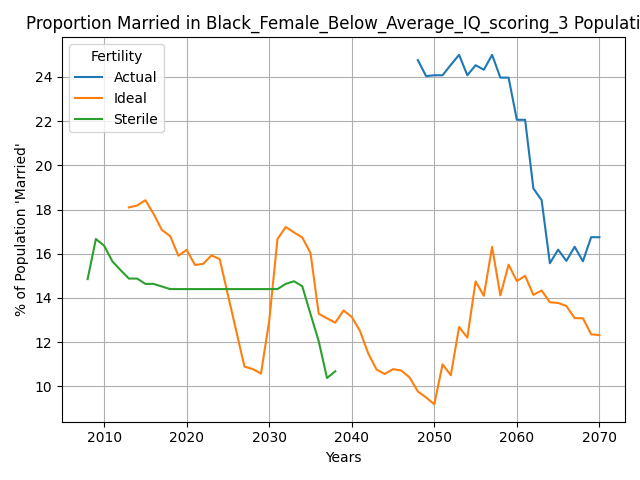 Proportion Married in Black_Female_Below_Average_IQ_scoring_3 Populati
Fertility
Actual
Ideal
Sterile
% of Population 'Married'
24
22
20
18
16
14
12
10
2010 2020 2030 2040 2050 2060 2070
Years